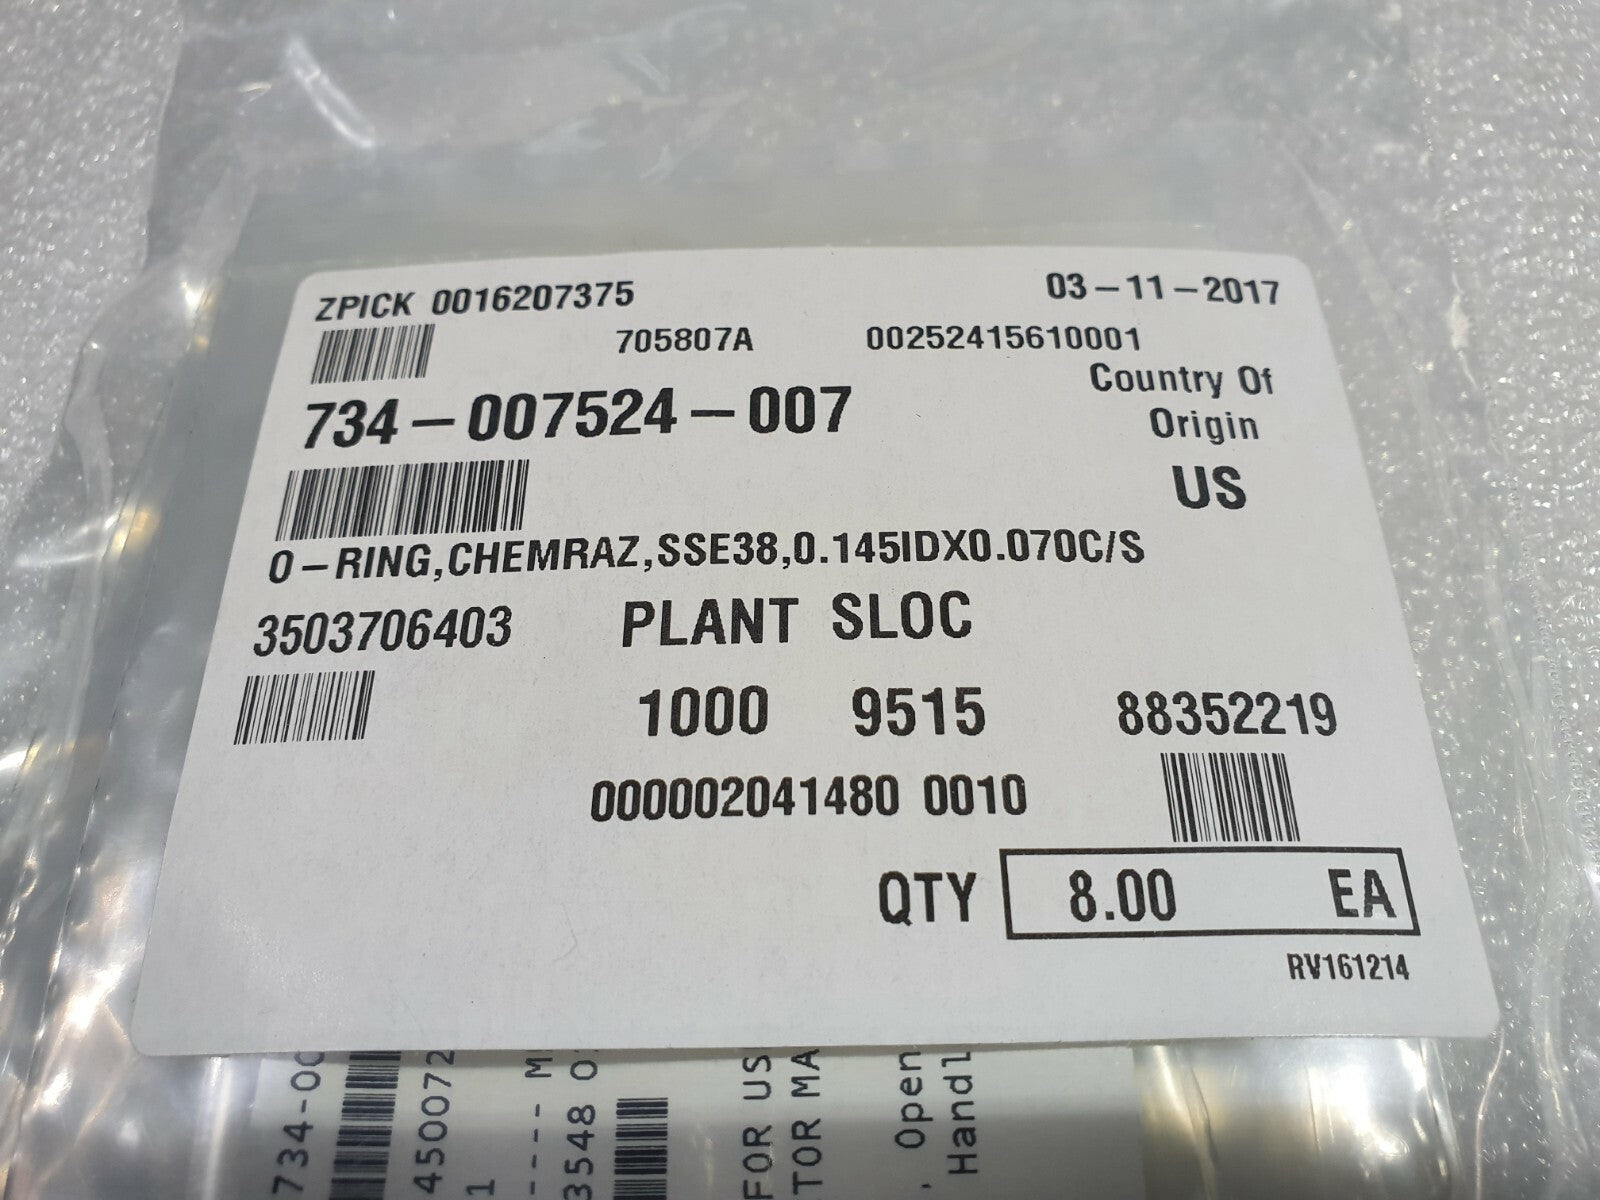 ZPICK 0016207375
03-11-2017
705807A
00252415610001
734-007524-007
Country Of
Origin
US
O-RING,CHEMRAZ,SSE38,0.145IDX0.070C/S
3503706403
PLANT SLOC
1000 9515
88352219
000002041480 0010
QTY 8.00 EA
RV161214
734-00
450072
1
---- M
3548 0
FOR US
TOR MA
. Open
Handl